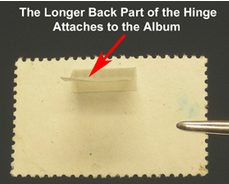 The Longer Back Part of the Hinge
Attaches to the Album